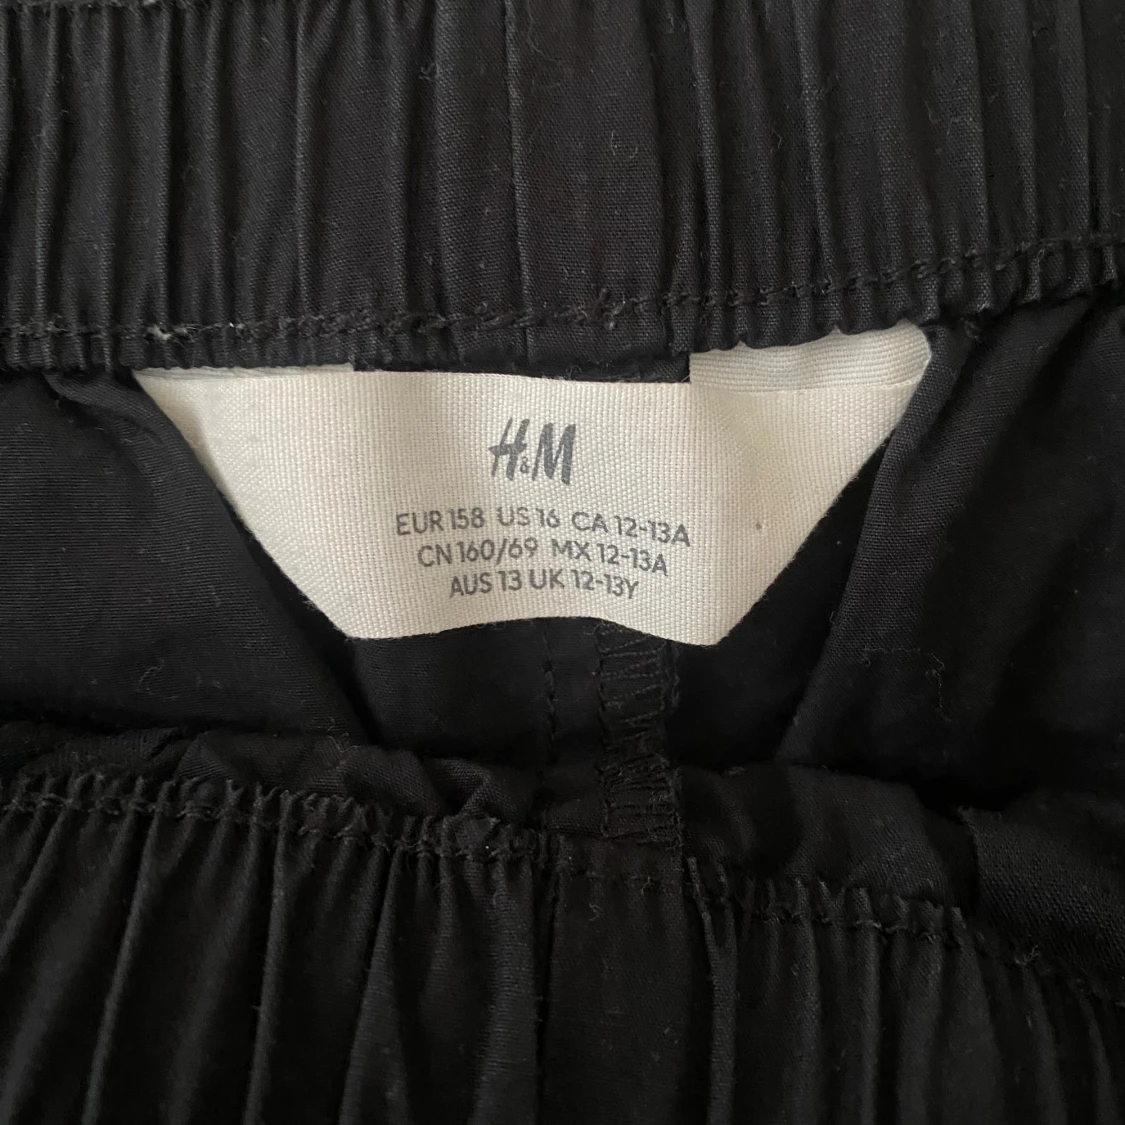 H&M
EUR 158 US 16 CA 12-13A
CN 160/69 MX 12-13A
AUS 13 UK 12-13Y